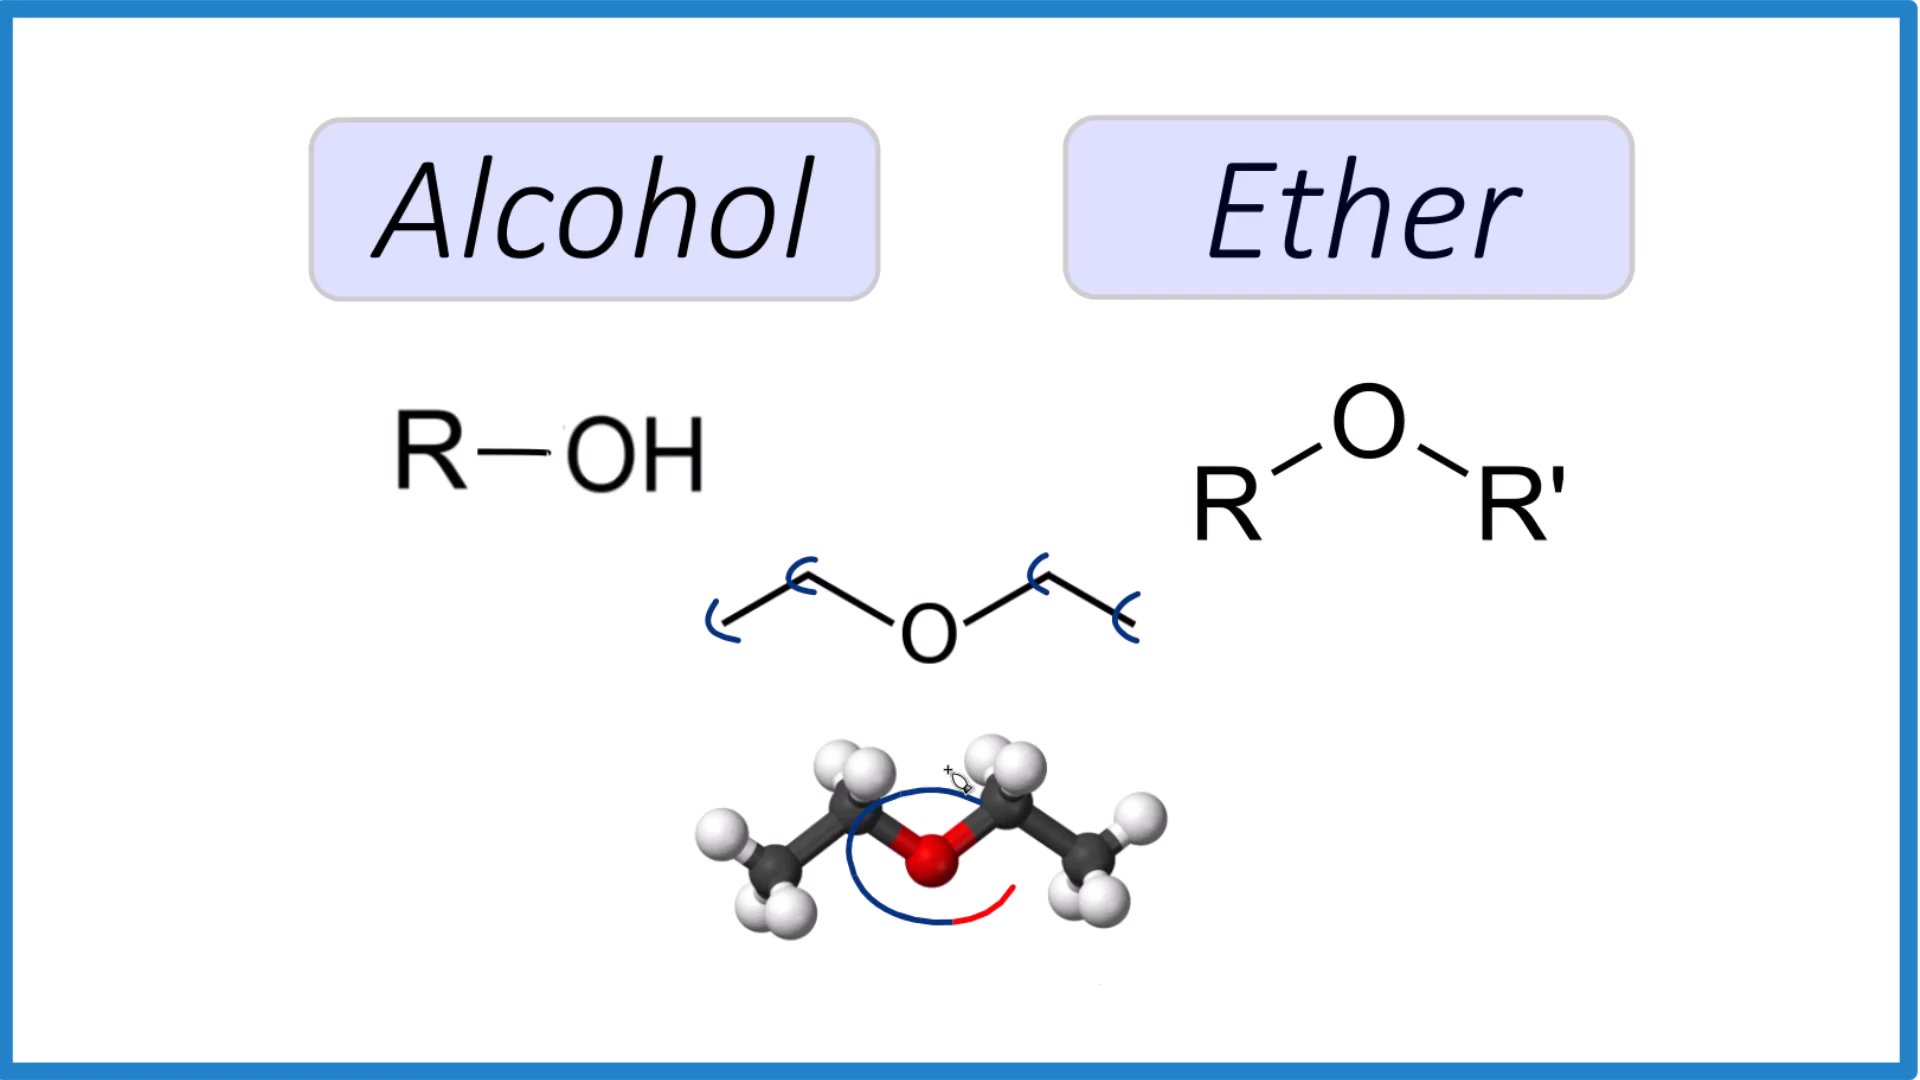 Alcohol
Ether
R—OH
R O R'
O